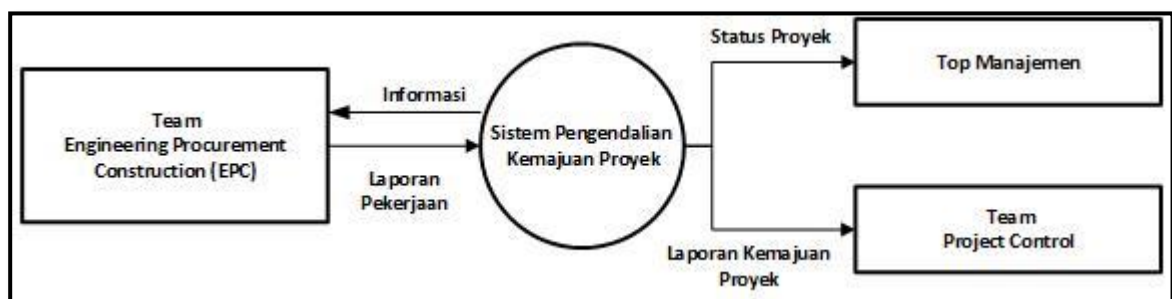 Team
Engineering Procurement
Construction (EPC)
Informasi
Laporan
Pekerjaan
Sistem Pengendalian
Kemajuan Proyek
Status Proyek
Top Manajemen
Laporan Kemajuan
Proyek
Team
Project Control